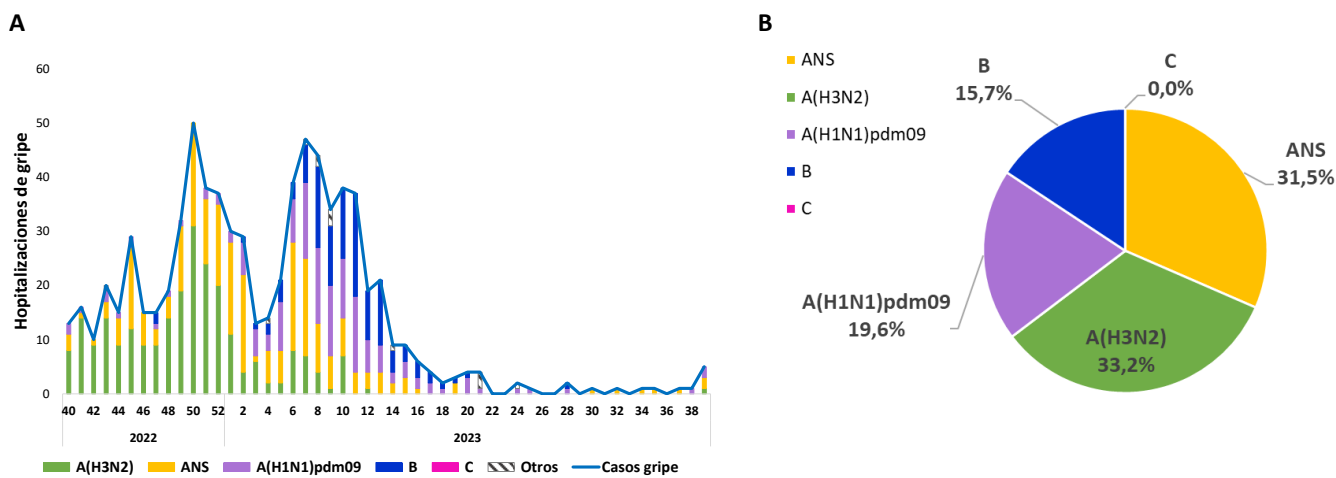 A
Hopitalizaciones de gripe
60
50
40
30
20
10
0
40 42 44 46 48 50 52 2 4 6 8 10 12 14 16 18 20 22 24 26 28 30 32 34 36 38
2022 2023
A(H3N2) ANS A(H1N1)pdm09 B C Otros Casos gripe
B
ANS
A(H3N2)
A(H1N1)pdm09
B
C
B
15,7%
C
0,0%
ANS
31,5%
A(H1N1)pdm09
19,6%
A(H3N2)
33,2%